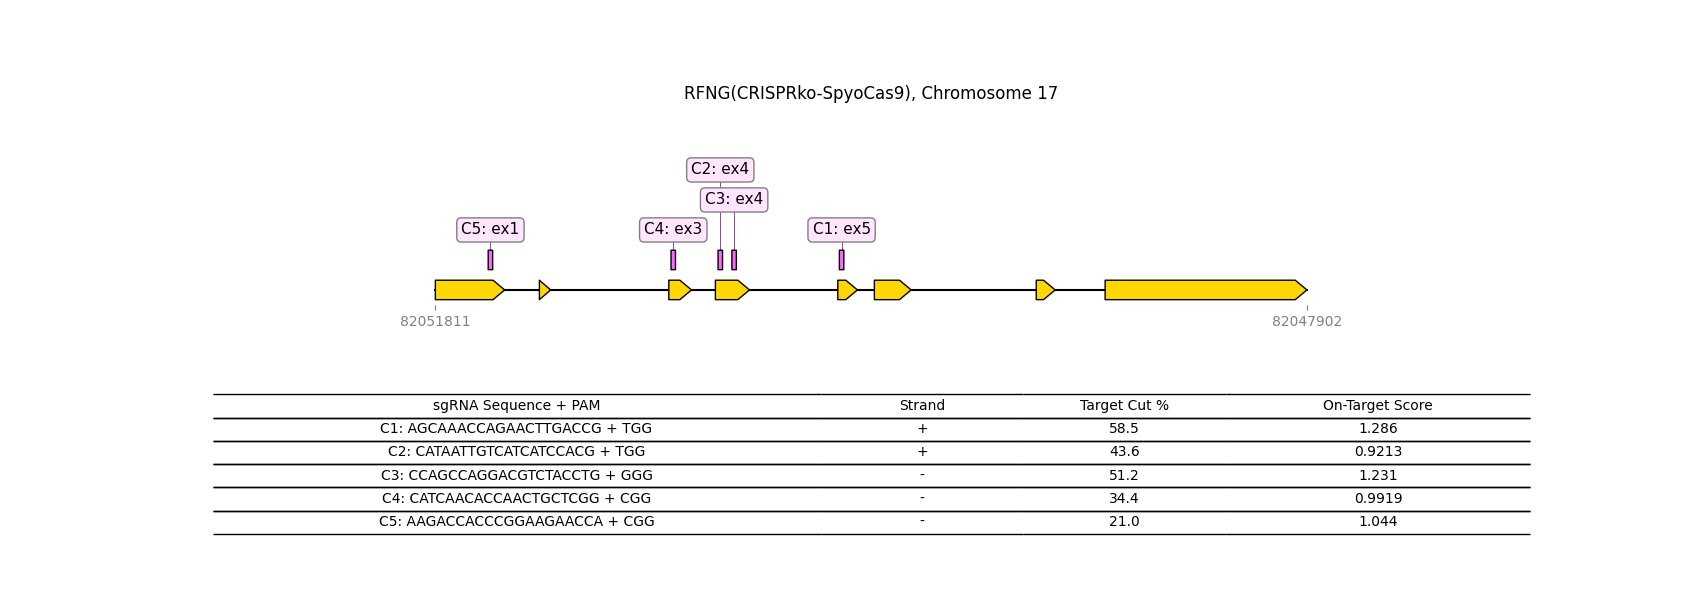 RFNG(CRISPRko-SpyoCas9), Chromosome 17
C2: ex4
C3: ex4
C5: ex1 C4: ex3 C1: ex5
82051811 82047902
sgRNA Sequence + PAM Strand Target Cut % On-Target Score
C1: AGCAAACCAGAACTTGACCG + TGG + 58.5 1.286
C2: CATAATTGTCATCATCCACG + TGG + 43.6 0.9213
C3: CCAGCCAGGACGTCTACCTG + GGG - 51.2 1.231
C4: CATCAACACCAACTGCTCGG + CGG - 34.4 0.9919
C5: AAGACCACCCGGAAGAACCA + CGG - 21.0 1.044